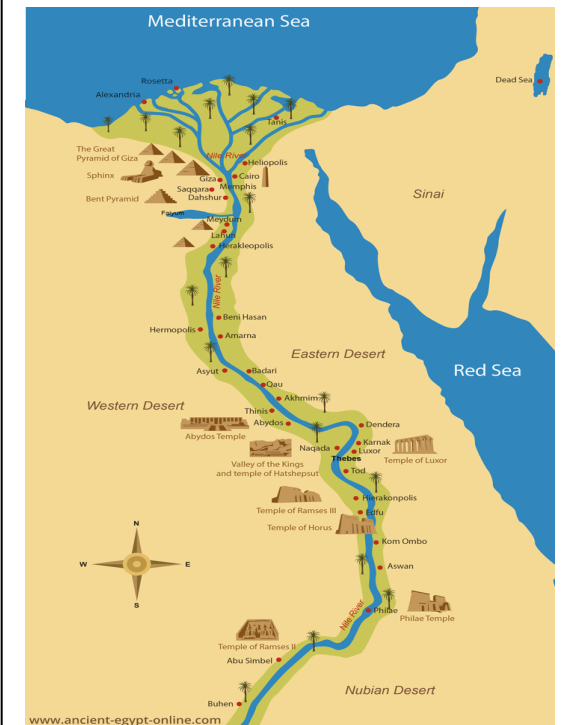 Mediterranean Sea
Rosetta
Alexandria
Dead Sea
Tanis
The Great
Pyramid of Giza
Nile River
Heliopolis
Sphinx
Giza
Cairo
Memphis
Saqqara
Dahshur
Bent Pyramid
Sinai
Faiyum
Meydum
Lahun
Herakleopolis
Nile River
Beni Hasan
Hermopolis
Amarna
Eastern Desert
Red Sea
Asyut
Badari
Qau
Akhmim
Western Desert
Thinis
Abydos
Dendera
Abydos Temple
Karnak
Naqada
Luxor
Thebes
Temple of Luxor
Valley of the Kings
and temple of Hatshepsut
Tod
Hierakonpolis
Temple of Ramses III
Edfu
Temple of Horus
Kom Ombo
N
W
E
S
Aswan
Nile River
Philae
Philae Temple
Temple of Ramses II
Abu Simbel
Nubian Desert
Buhen
www.ancient-egypt-online.com